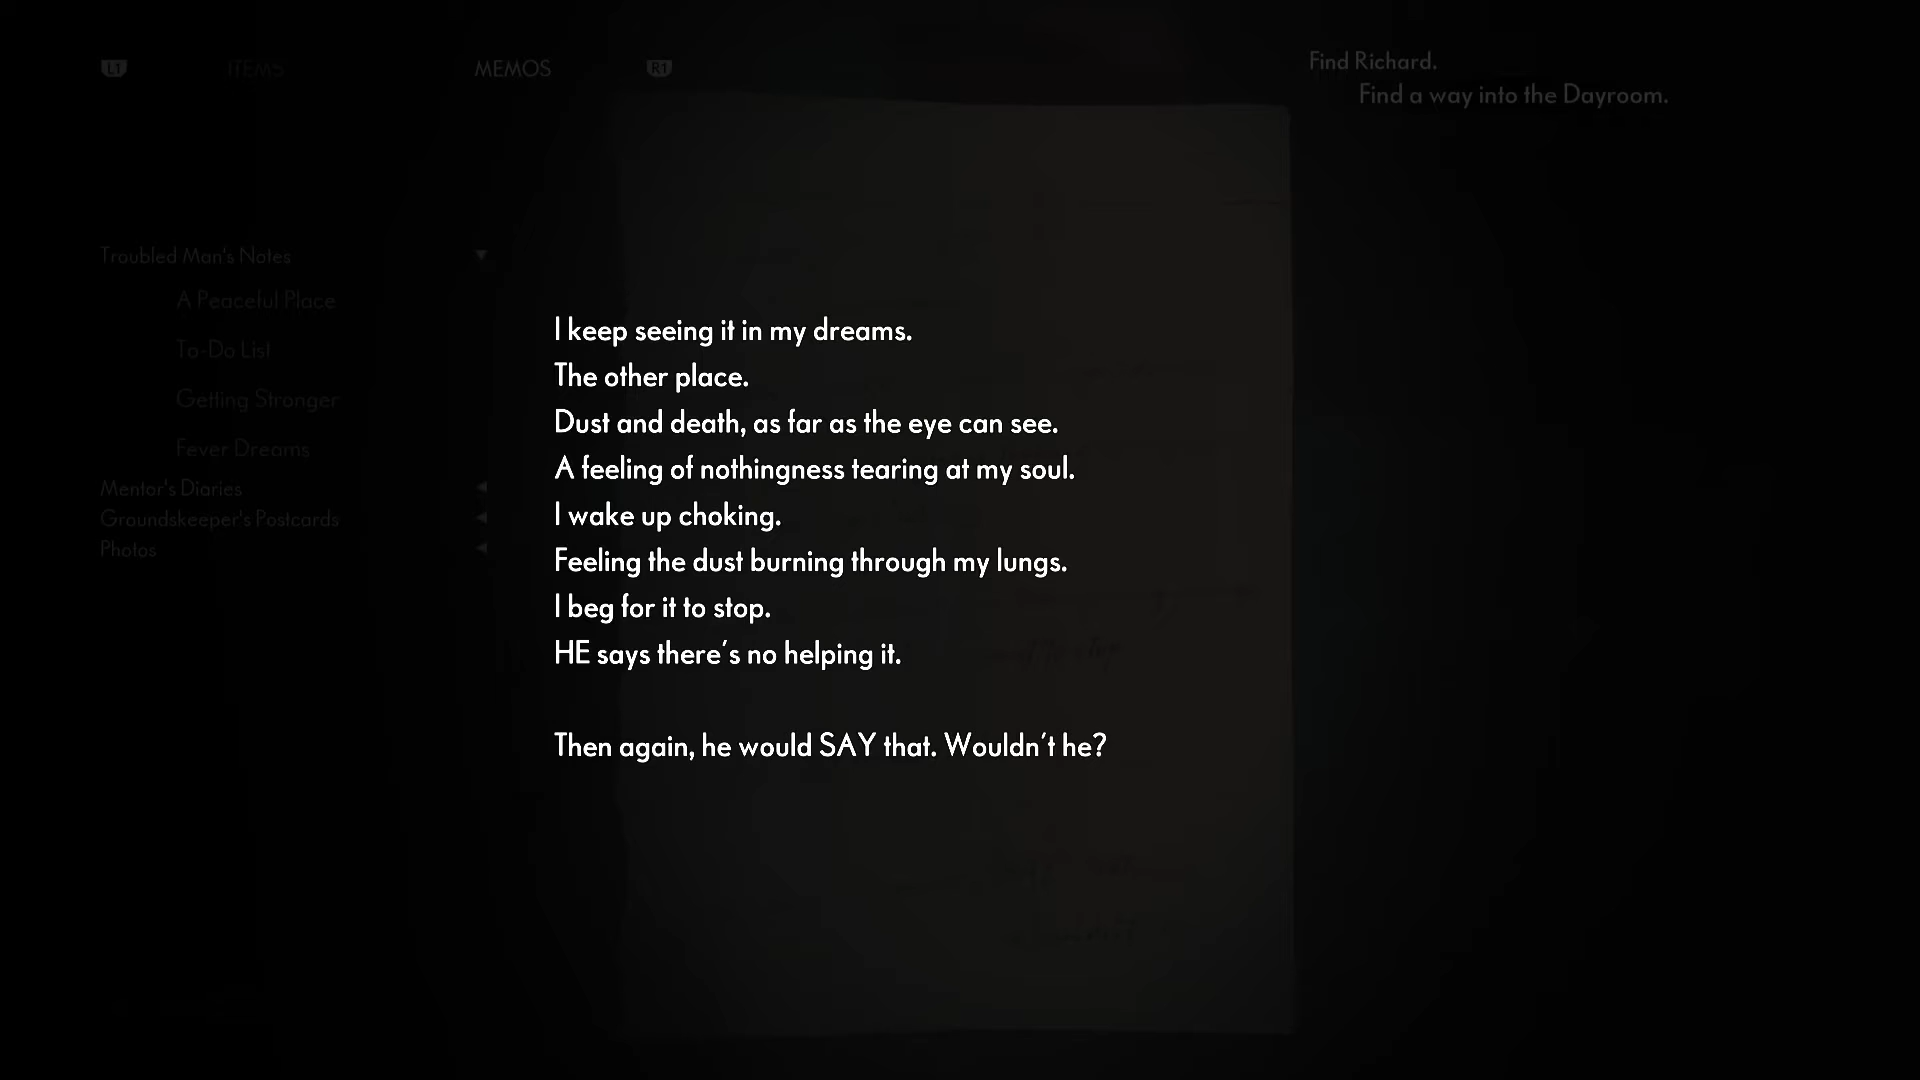 L1
ITEMS
MEMOS
R1
Find Richard.
Find a way into the Dayroom.
Troubled Man's Notes
A Peaceful Place
To-Do List
Getting Stronger
Fever Dreams
Mentor's Diaries
Groundskeeper's Postcards
Photos
I keep seeing it in my dreams.
The other place.
Dust and death, as far as the eye can see.
A feeling of nothingness tearing at my soul.
I wake up choking.
Feeling the dust burning through my lungs.
I beg for it to stop.
HE says there's no helping it.
Then again, he would SAY that. Wouldn't he?